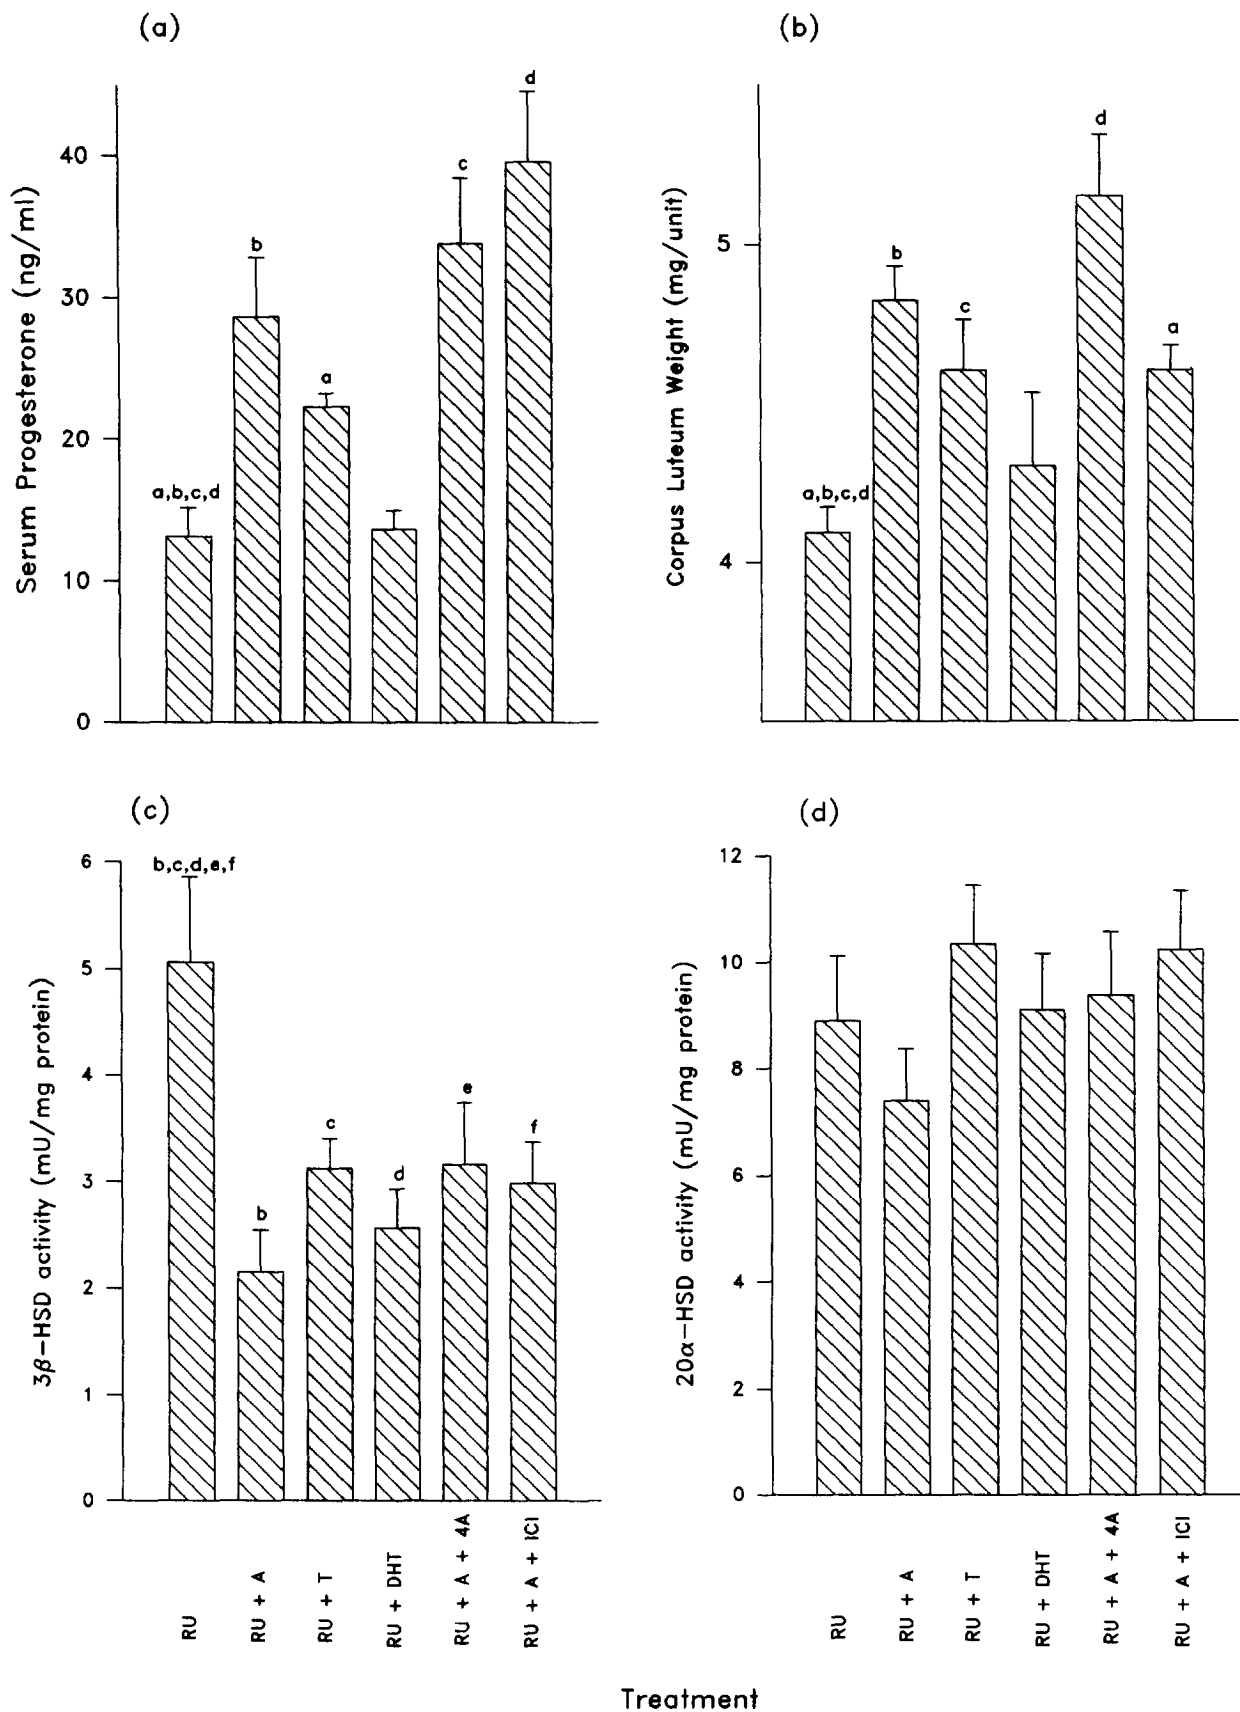 (a)
Serum Progesterone (ng/ml)
40
30
20
10
0
a,b,c,d
b
a
c
d
(b)
Corpus Luteum Weight (mg/unit)
5
4
a,b,c,d
b
c
d
a
(c)
3β-HSD activity (mU/mg protein)
6
5
4
3
2
1
0
b,c,d,e,f
b
c
d
e
f
RU
RU + A
RU + T
RU + DHT
RU + A + 4A
RU + A + ICI
(d)
20α-HSD activity (mU/mg protein)
12
10
8
6
4
2
0
RU
RU + A
RU + T
RU + DHT
RU + A + 4A
RU + A + ICI
Treatment